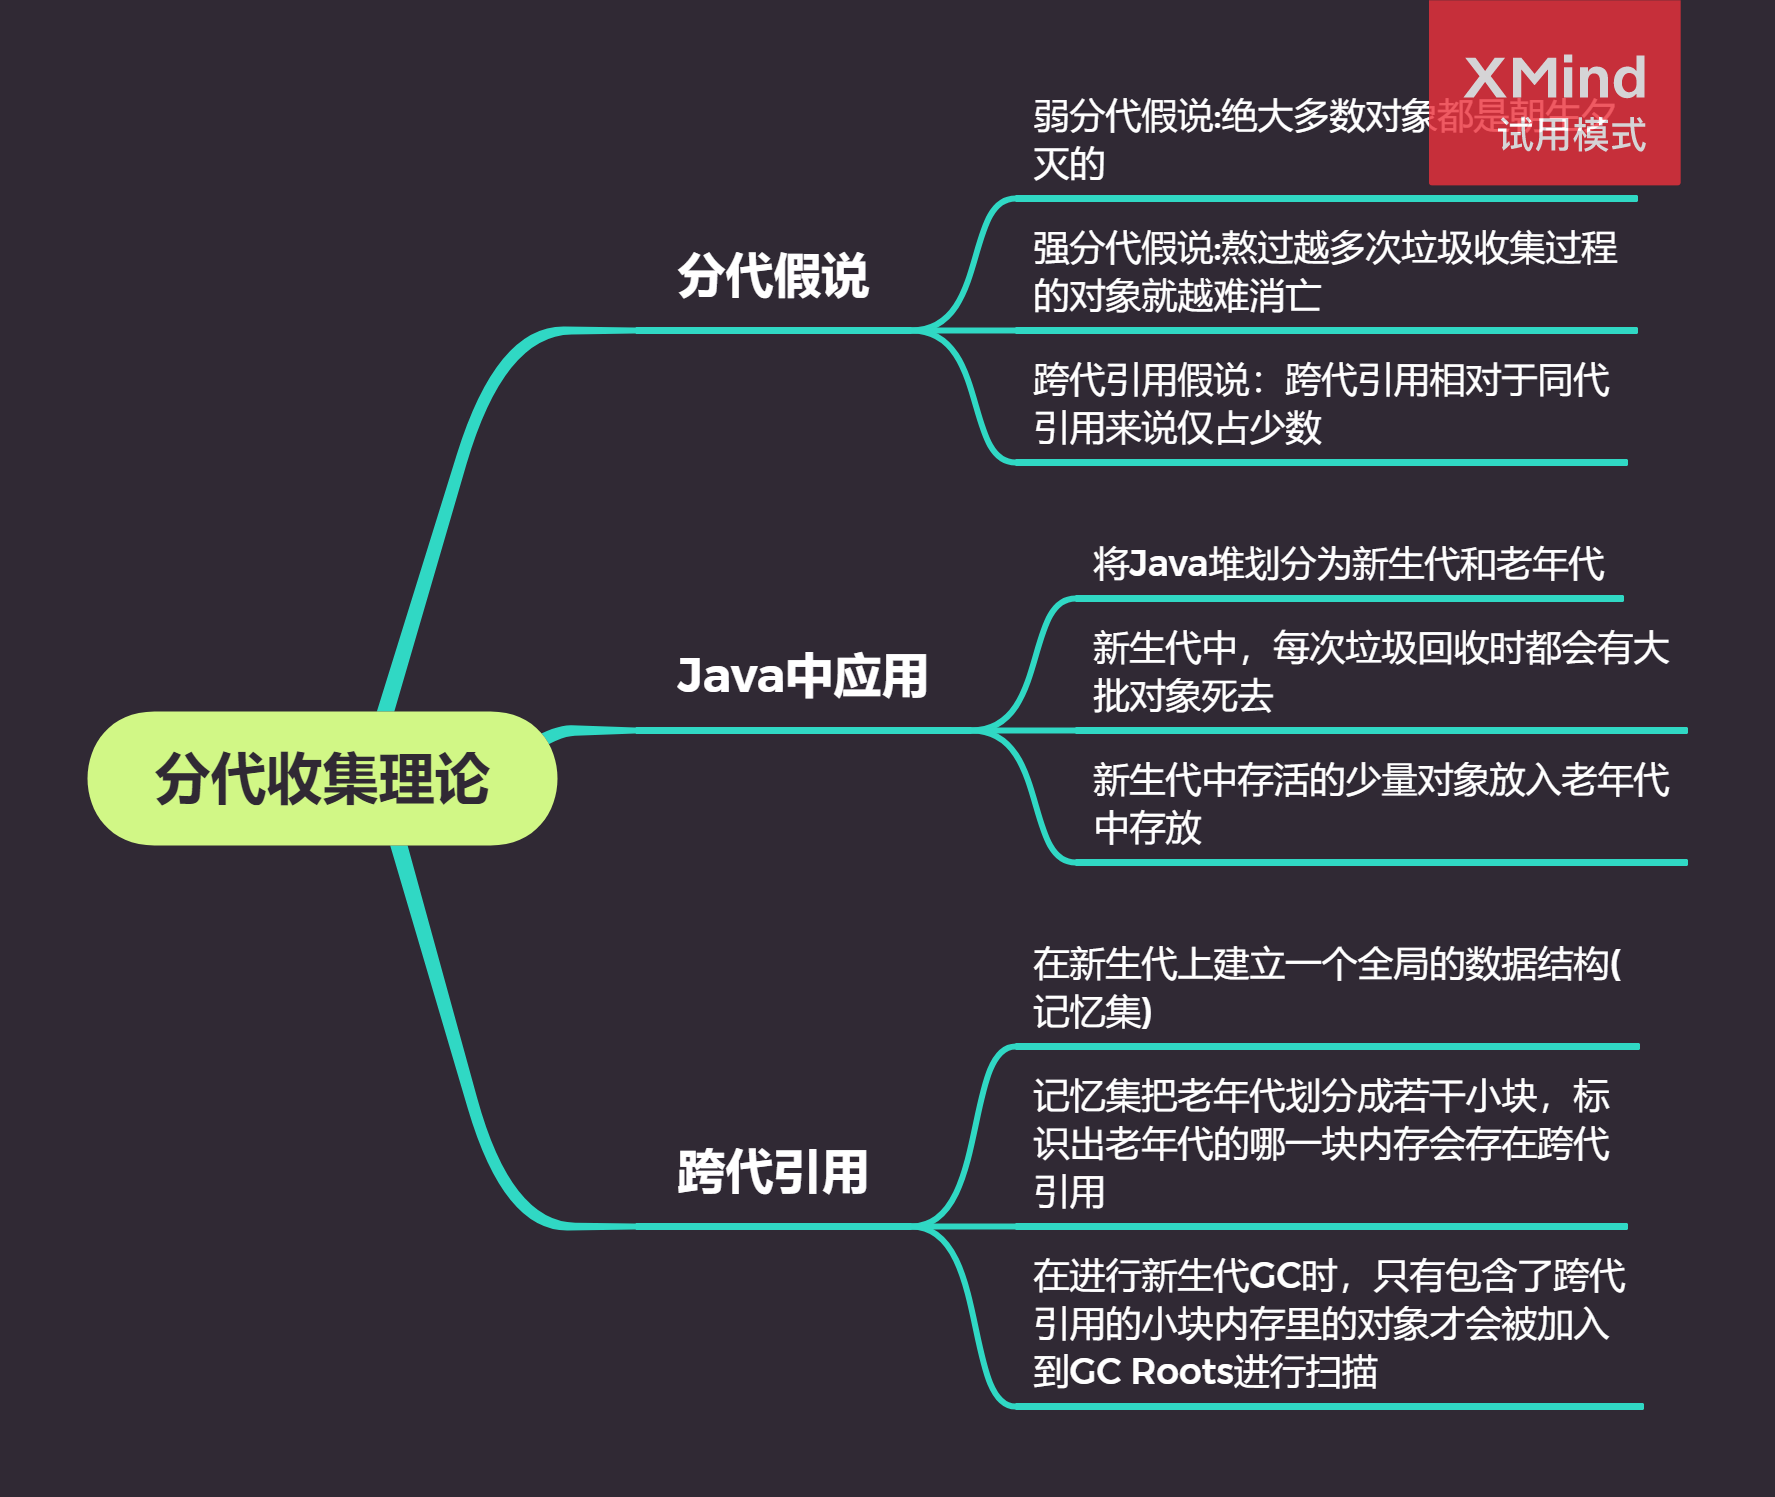 XMind
试用模式
弱分代假说:绝大多数对象都是朝生夕
灭的
分代假说
强分代假说:熬过越多次垃圾收集过程
的对象就越难消亡
跨代引用假说：跨代引用相对于同代
引用来说仅占少数
将Java堆划分为新生代和老年代
Java中应用
新生代中，每次垃圾回收时都会有大
批对象死去
分代收集理论
新生代中存活的少量对象放入老年代
中存放
在新生代上建立一个全局的数据结构(
记忆集)
跨代引用
记忆集把老年代划分成若干小块，标
识出老年代的哪一块内存会存在跨代
引用
在进行新生代GC时，只有包含了跨代
引用的小块内存里的对象才会被加入
到GC Roots进行扫描